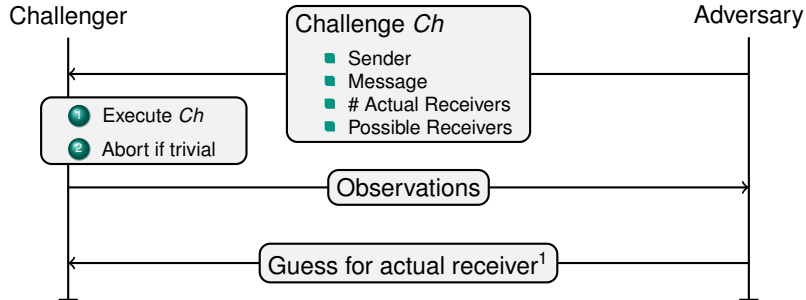 Challenger
Adversary
Challenge Ch
Sender
Message
# Actual Receivers
Possible Receivers
1 Execute Ch
2 Abort if trivial
Observations
Guess for actual receiver¹